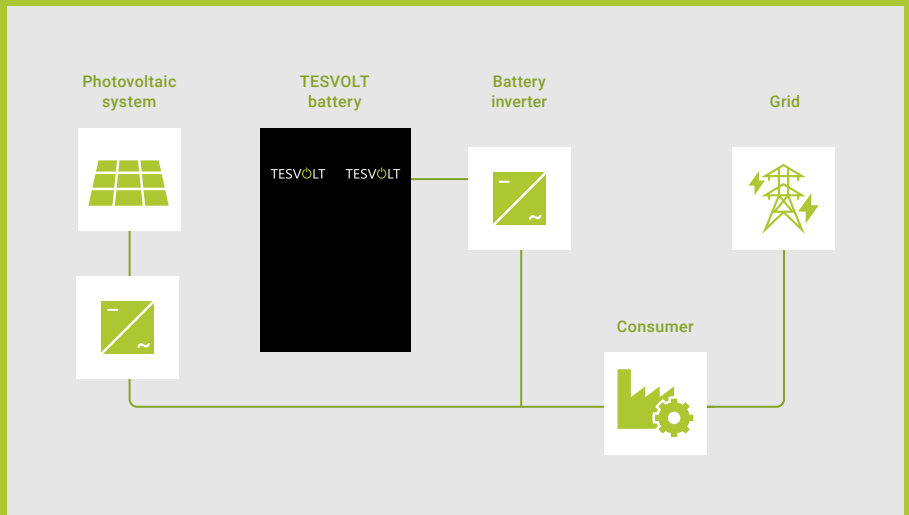 Photovoltaic
system
TESVOLT
battery
Battery
inverter
Grid
TESVOLT TESVOLT
Consumer